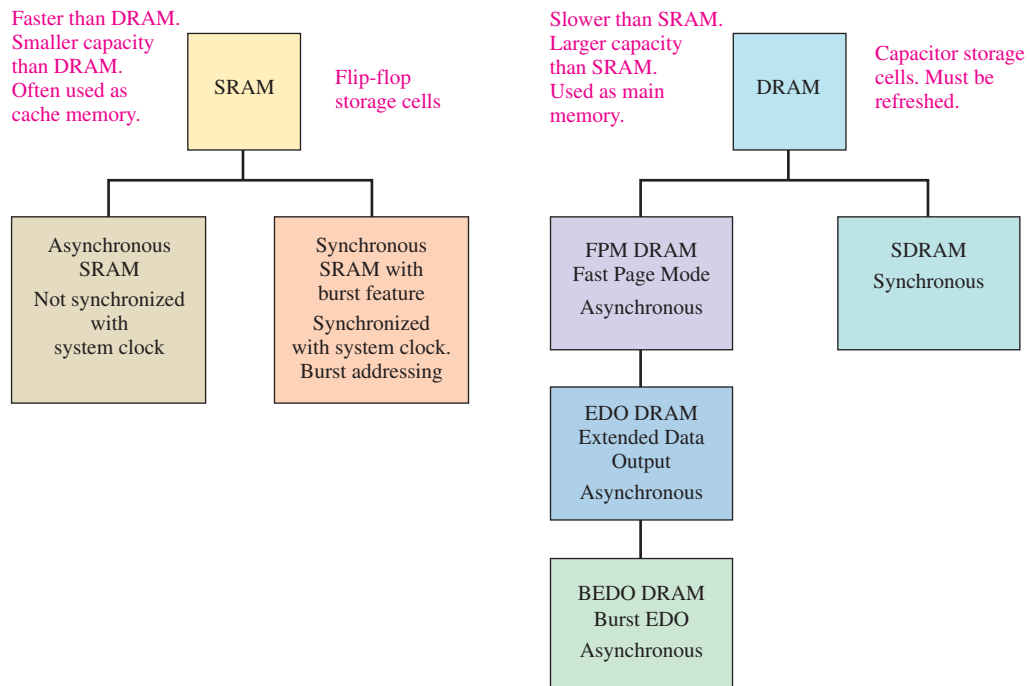 Faster than DRAM.
Smaller capacity
than DRAM.
Often used as
cache memory.
SRAM
Flip-flop
storage cells
Asynchronous
SRAM
Not synchronized
with
system clock
Synchronous
SRAM with
burst feature
Synchronized
with system clock.
Burst addressing
Slower than SRAM.
Larger capacity
than SRAM.
Used as main
memory.
DRAM
Capacitor storage
cells. Must be
refreshed.
FPM DRAM
Fast Page Mode
Asynchronous
SDRAM
Synchronous
EDO DRAM
Extended Data
Output
Asynchronous
BEDO DRAM
Burst EDO
Asynchronous